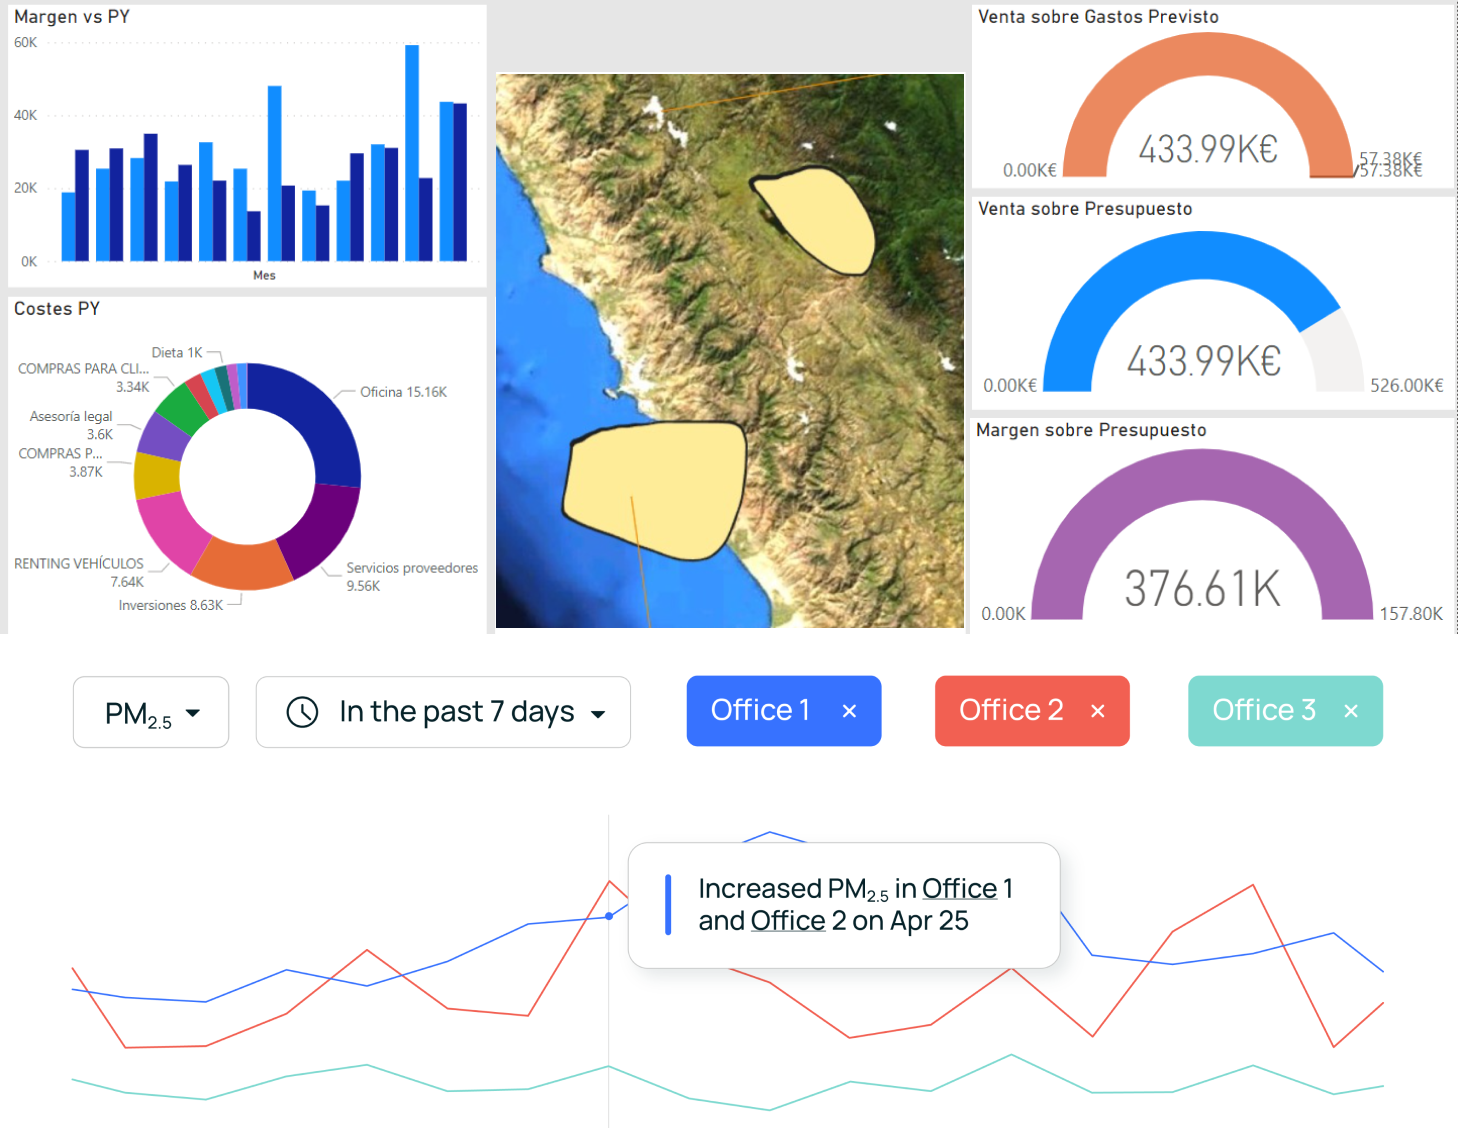 Margen vs PY
60K
40K
20K
0K
Mes
Costes PY
Dieta 1K
COMPRAS PARA CLI...
3.34K
Asesoría legal
3.6K
COMPRAS P...
3.87K
RENTING VEHÍCULOS
7.64K
Inversiones 8.63K
Oficina 15.16K
Servicios proveedores
9.56K
Venta sobre Gastos Previsto
433.99K€
0.00K€
57.38K€
57.38K€
Venta sobre Presupuesto
433.99K€
0.00K€
526.00K€
Margen sobre Presupuesto
376.61K
0.00K
157.80K
PM2.5
In the past 7 days
Office 1 ×
Office 2 ×
Office 3 ×
Increased PM2.5 in Office 1
and Office 2 on Apr 25